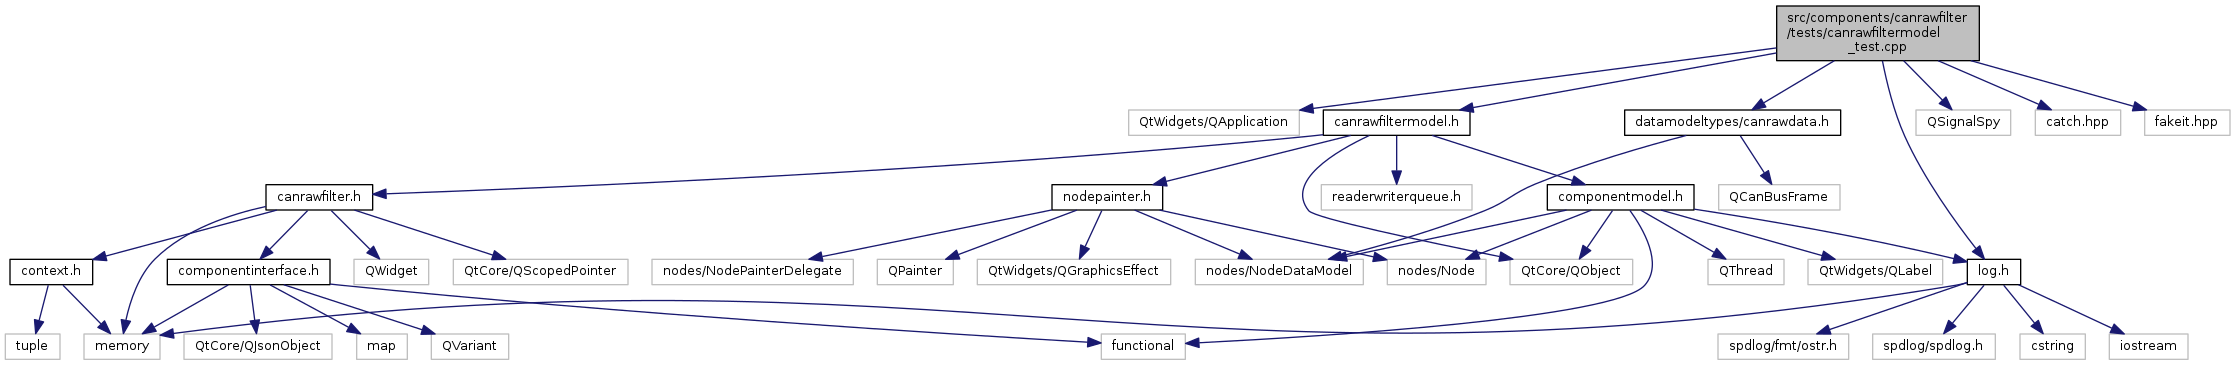 src/components/canrawfilter
/tests/canrawfiltermodel
_test.cpp
QtWidgets/QApplication
canrawfiltermodel.h
datamodeltypes/canrawdata.h
QSignalSpy
catch.hpp
fakeit.hpp
canrawfilter.h
nodepainter.h
readerwriterqueue.h
componentmodel.h
QCanBusFrame
context.h
componentinterface.h
QWidget
QtCore/QScopedPointer
nodes/NodePainterDelegate
QPainter
QtWidgets/QGraphicsEffect
nodes/NodeDataModel
nodes/Node
QtCore/QObject
QThread
QtWidgets/QLabel
log.h
tuple
memory
QtCore/QJsonObject
map
QVariant
functional
spdlog/fmt/ostr.h
spdlog/spdlog.h
cstring
iostream